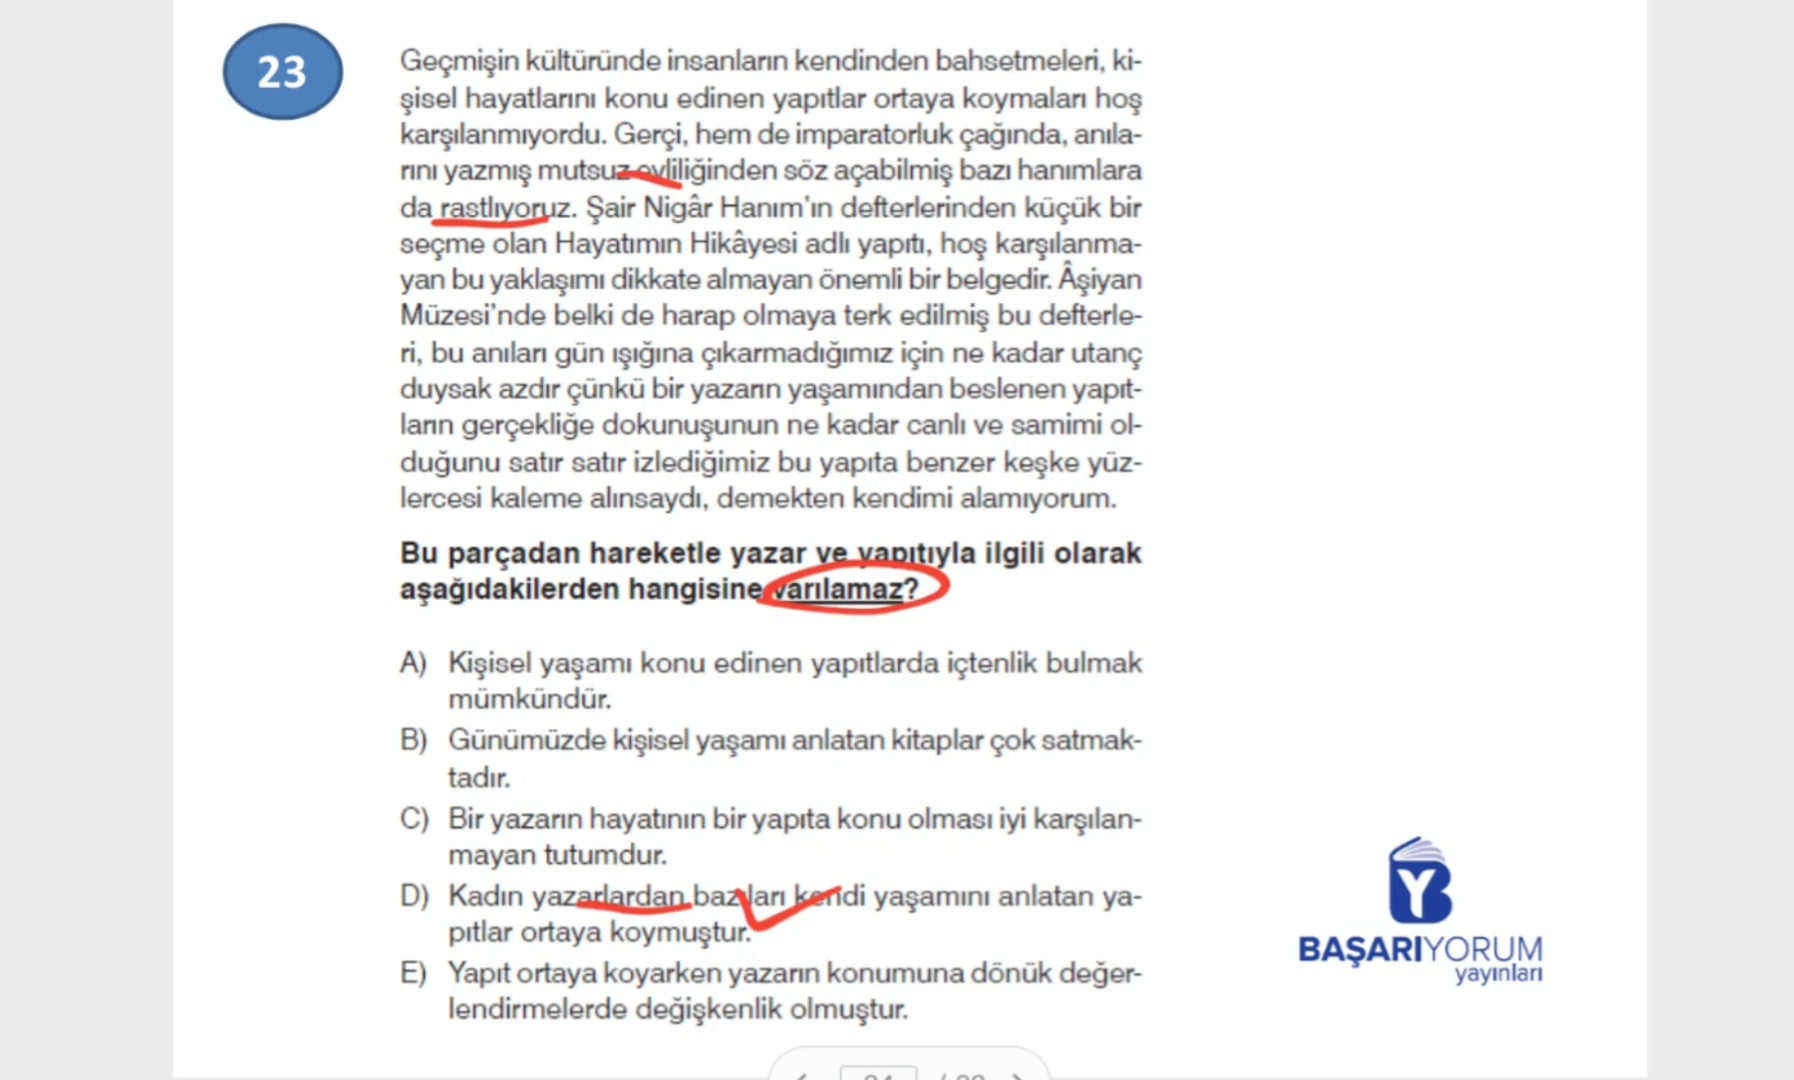 23
Geçmişin kültüründe insanların kendinden bahsetmeleri, ki-
şisel hayatlarını konu edinen yapıtlar ortaya koymaları hoş
karşılanmıyordu. Gerçi, hem de imparatorluk çağında, anıla-
rını yazmış mutsuz evliliğinden söz açabilmiş bazı hanımlara
da rastlıyoruz. Şair Nigâr Hanım'ın defterlerinden küçük bir
seçme olan Hayatımın Hikâyesi adlı yapıtı, hoş karşılanma-
yan bu yaklaşımı dikkate almayan önemli bir belgedir. Âşiyan
Müzesi'nde belki de harap olmaya terk edilmiş bu defterle-
ri, bu anıları gün ışığına çıkarmadığımız için ne kadar utanç
duysak azdır çünkü bir yazarın yaşamından beslenen yapıt-
ların gerçekliğe dokunuşunun ne kadar canlı ve samimi ol-
duğunu satır satır izlediğimiz bu yapıta benzer keşke yüz-
lercesi kaleme alınsaydı, demekten kendimi alamıyorum.
Bu parçadan hareketle yazar ve yapıtıyla ilgili olarak
aşağıdakilerden hangisine varılamaz?
A) Kişisel yaşamı konu edinen yapıtlarda içtenlik bulmak
mümkündür.
B) Günümüzde kişisel yaşamı anlatan kitaplar çok satmak-
tadır.
C) Bir yazarın hayatının bir yapıta konu olması iyi karşılan-
mayan tutumdur.
D) Kadın yazarlardan bazıları kendi yaşamını anlatan ya-
pıtlar ortaya koymuştur.
E) Yapıt ortaya koyarken yazarın konumuna dönük değer-
lendirmelerde değişkenlik olmuştur.
BAŞARIYORUM
yayınları